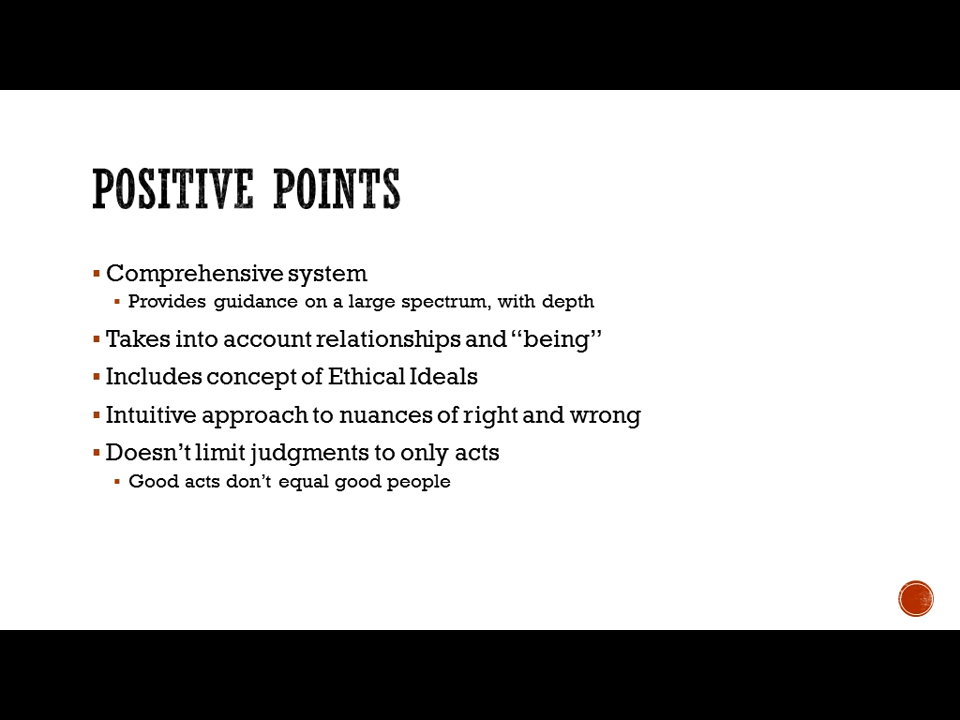 POSITIVE POINTS
▪ Comprehensive system
▪ Provides guidance on a large spectrum, with depth
▪ Takes into account relationships and “being”
▪ Includes concept of Ethical Ideals
▪ Intuitive approach to nuances of right and wrong
▪ Doesn’t limit judgments to only acts
▪ Good acts don’t equal good people